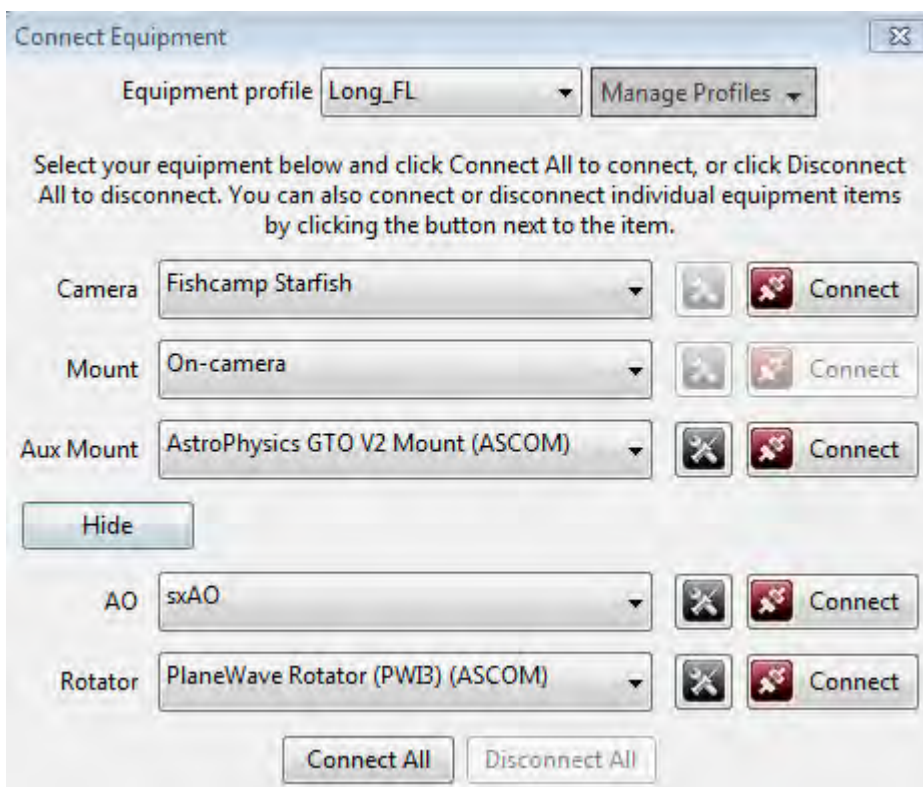 Connect Equipment
Equipment profile Long_FL Manage Profiles
Select your equipment below and click Connect All to connect, or click Disconnect
All to disconnect. You can also connect or disconnect individual equipment items
by clicking the button next to the item.
Camera Fishcamp Starfish Connect
Mount On-camera Connect
Aux Mount AstroPhysics GTO V2 Mount (ASCOM) Connect
Hide
AO sxAO Connect
Rotator PlaneWave Rotator (PWI3) (ASCOM) Connect
Connect All Disconnect All